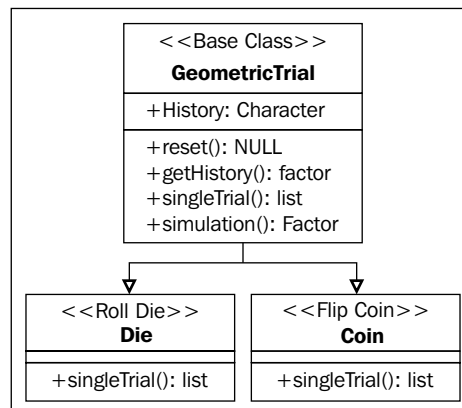 <<Base Class>>
GeometricTrial
+History: Character
+reset(): NULL
+getHistory(): factor
+singleTrial(): list
+simulation(): Factor
<<Roll Die>>
Die
+singleTrial(): list
<<Flip Coin>>
Coin
+singleTrial(): list